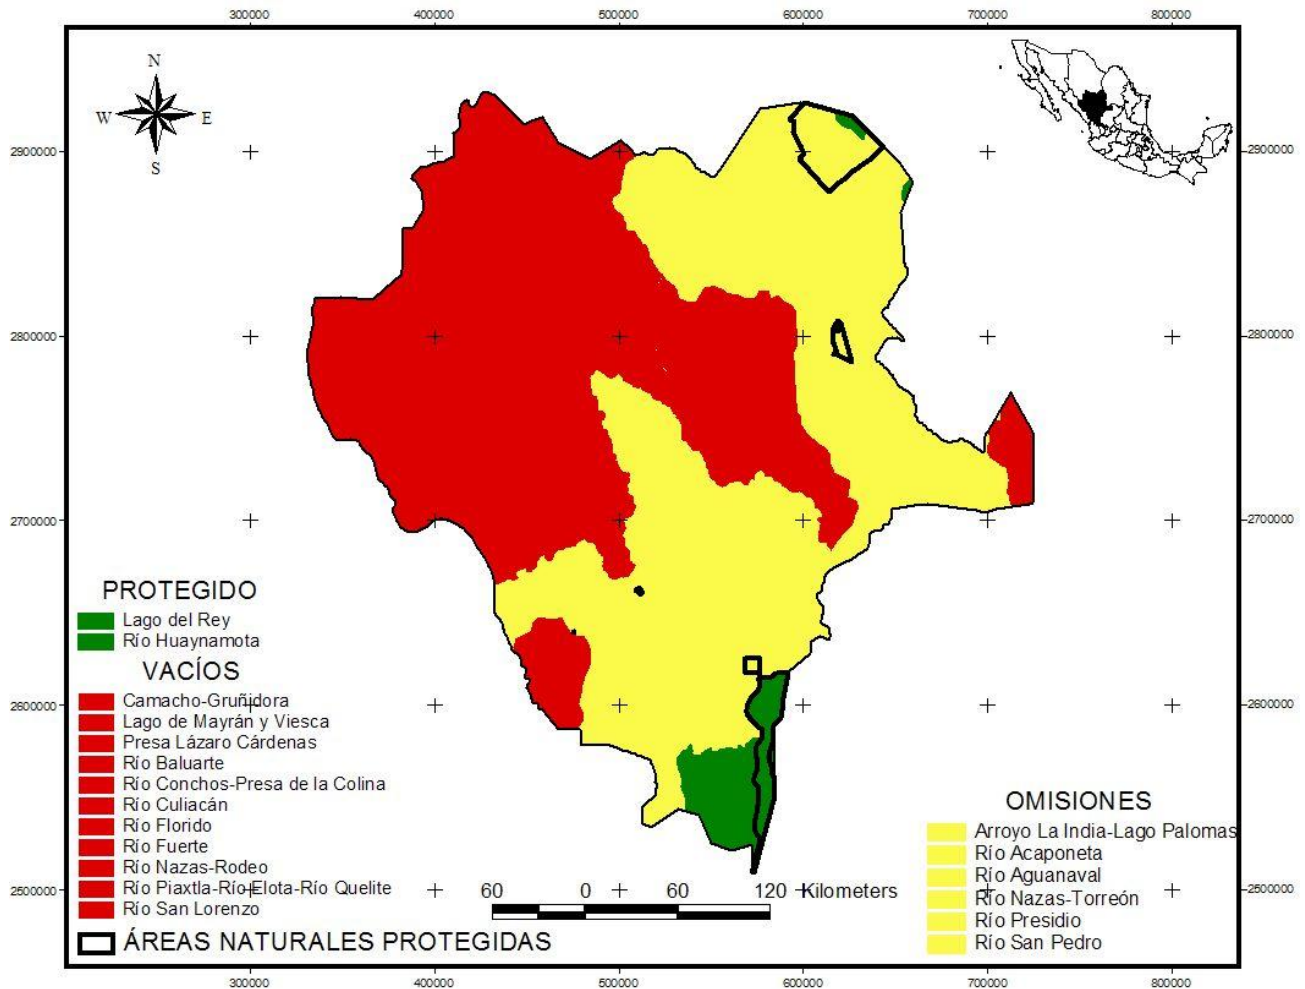 300000 400000 500000 600000 700000 800000
N
W E
S
2900000 2900000
2800000 2800000
2700000 2700000
2600000 2600000
2500000 2500000
PROTEGIDO
Lago del Rey
Río Huaynamota
VACÍOS
Camacho-Gruñidora
Lago de Mayrán y Viesca
Presa Lázaro Cárdenas
Río Baluarte
Río Conchos-Presa de la Colina
Río Culiacán
Río Florido
Río Fuerte
Río Nazas-Rodeo
Río Piaxtla-Río Elota-Río Quelite
Río San Lorenzo
ÁREAS NATURALES PROTEGIDAS
60 0 60 120 Kilometers
OMISIONES
Arroyo La India-Lago Palomas
Río Acaponeta
Río Aguanaval
Río Nazas-Torreón
Río Presidio
Río San Pedro
300000 400000 500000 600000 700000 800000